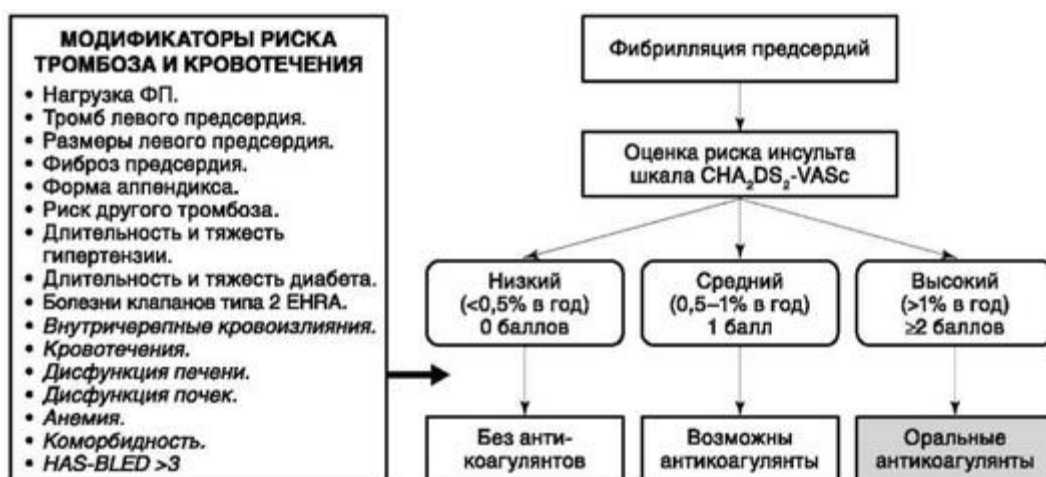 МОДИФИКАТОРЫ РИСКА
ТРОМБОЗА И КРОВОТЕЧЕНИЯ
• Нагрузка ФП.
• Тромб левого предсердия.
• Размеры левого предсердия.
• Фиброз предсердия.
• Форма аппендикса.
• Риск другого тромбоза.
• Длительность и тяжесть
гипертензии.
• Длительность и тяжесть диабета.
• Болезни клапанов типа 2 EHRA.
• Внутричерепные кровоизлияния.
• Кровотечения.
• Дисфункция печени.
• Дисфункция почек.
• Анемия.
• Коморбидность.
• HAS-BLED >3
Фибрилляция предсердий
Оценка риска инсульта
шкала CHA₂DS₂-VASc
Низкий
(<0,5% в год)
0 баллов
Средний
(0,5–1% в год)
1 балл
Высокий
(>1% в год)
≥2 баллов
Без анти-
коагулянтов
Возможны
антикоагулянты
Оральные
антикоагулянты